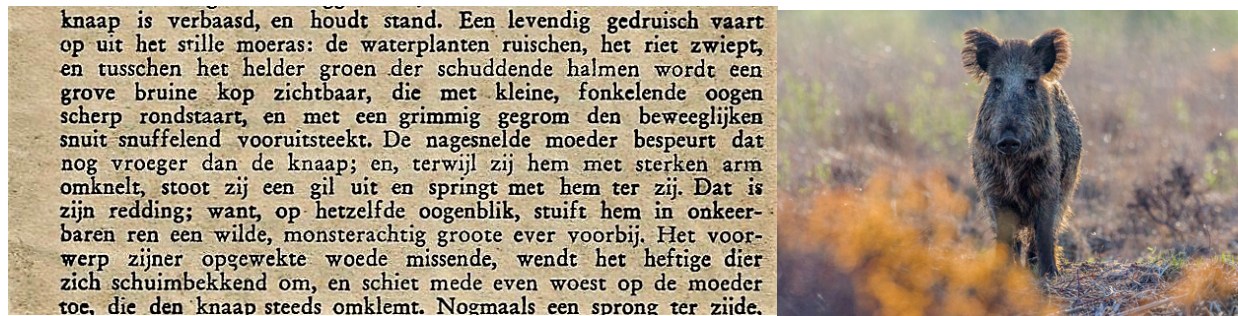 knaap is verbaasd, en houdt stand. Een levendig gedruisch vaart
op uit het stille moeras: de waterplanten ruischen, het riet zwiept,
en tusschen het helder groen der schuddende halmen wordt een
grove bruine kop zichtbaar, die met kleine, fonkelende oogen
scherp rondstaart, en met een grimmig gegrom den beweeglijken
snuit snuffelend vooruitsteekt. De nagesnelde moeder bespeurt dat
nog vroeger dan de knaap; en, terwijl zij hem met sterken arm
omknelt, stoot zij een gil uit en springt met hem ter zij. Dat is
zijn redding; want, op hetzelfde oogenblik, stuift hem in onkeer-
baren ren een wilde, monsterachtig groote ever voorbij. Het voor-
werp zijner opgewekte woede missende, wendt het heftige dier
zich schuimbekkend om, en schiet mede even woest op de moeder
toe, die den knaap steeds omklemt. Nogmaals een sprong ter zijde,